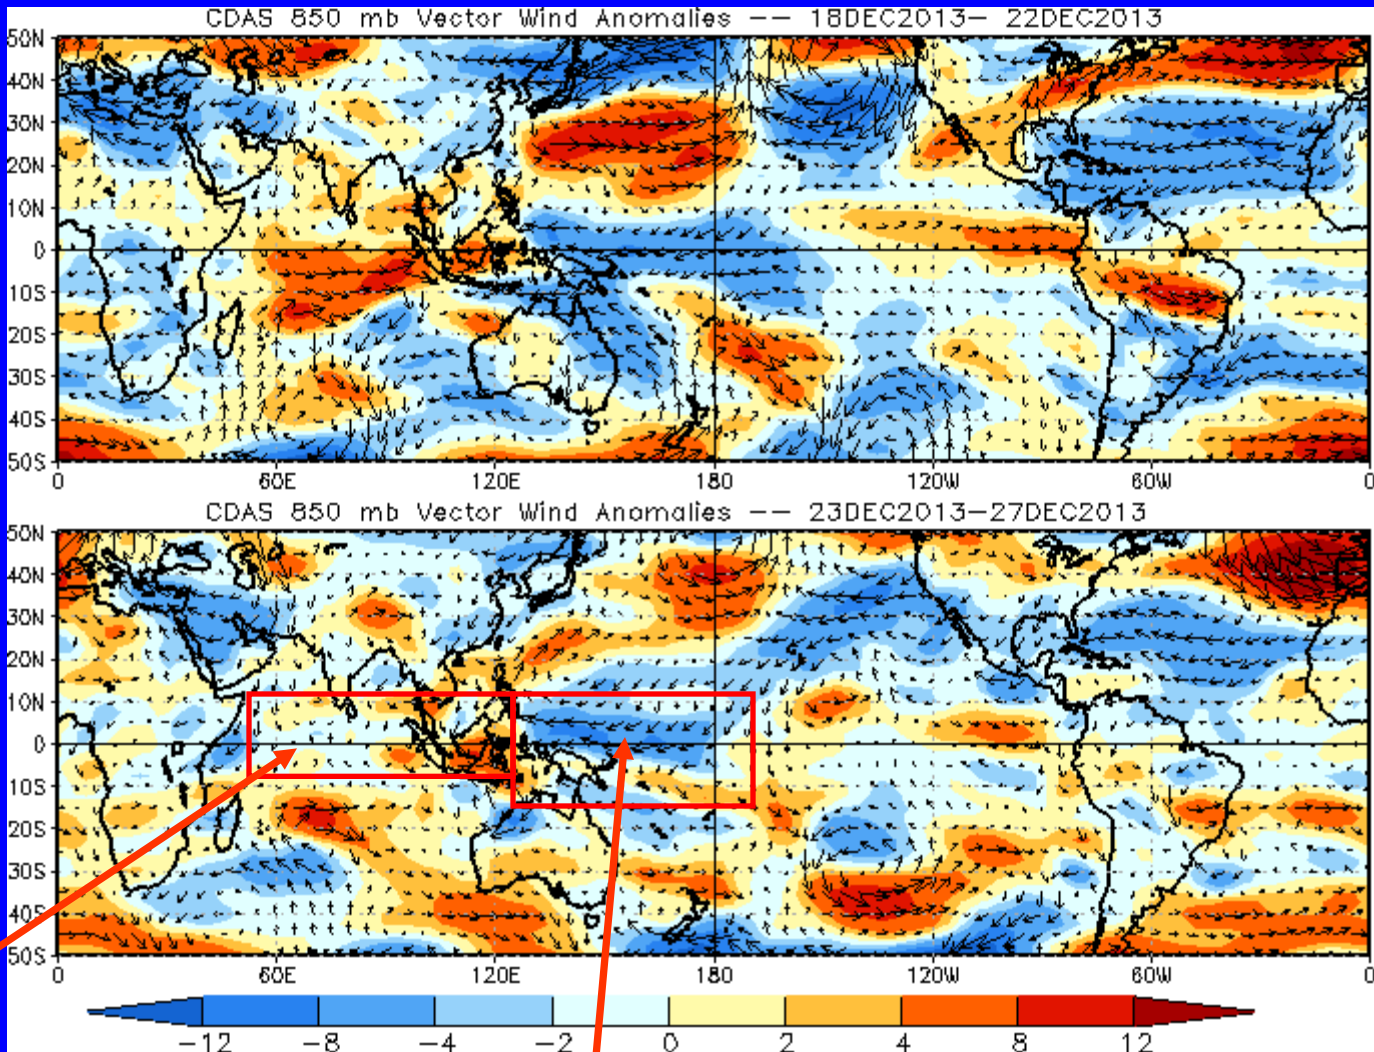 CDAS 850 mb Vector Wind Anomalies -- 18DEC2013- 22DEC2013
50N
40N
30N
20N
10N
0
10S
20S
30S
40S
50S
0 60E 120E 180 120W 60W 0
CDAS 850 mb Vector Wind Anomalies -- 23DEC2013-27DEC2013
50N
40N
30N
20N
10N
0
10S
20S
30S
40S
50S
0 60E 120E 180 120W 60W 0
-12 -8 -4 -2 0 2 4 8 12